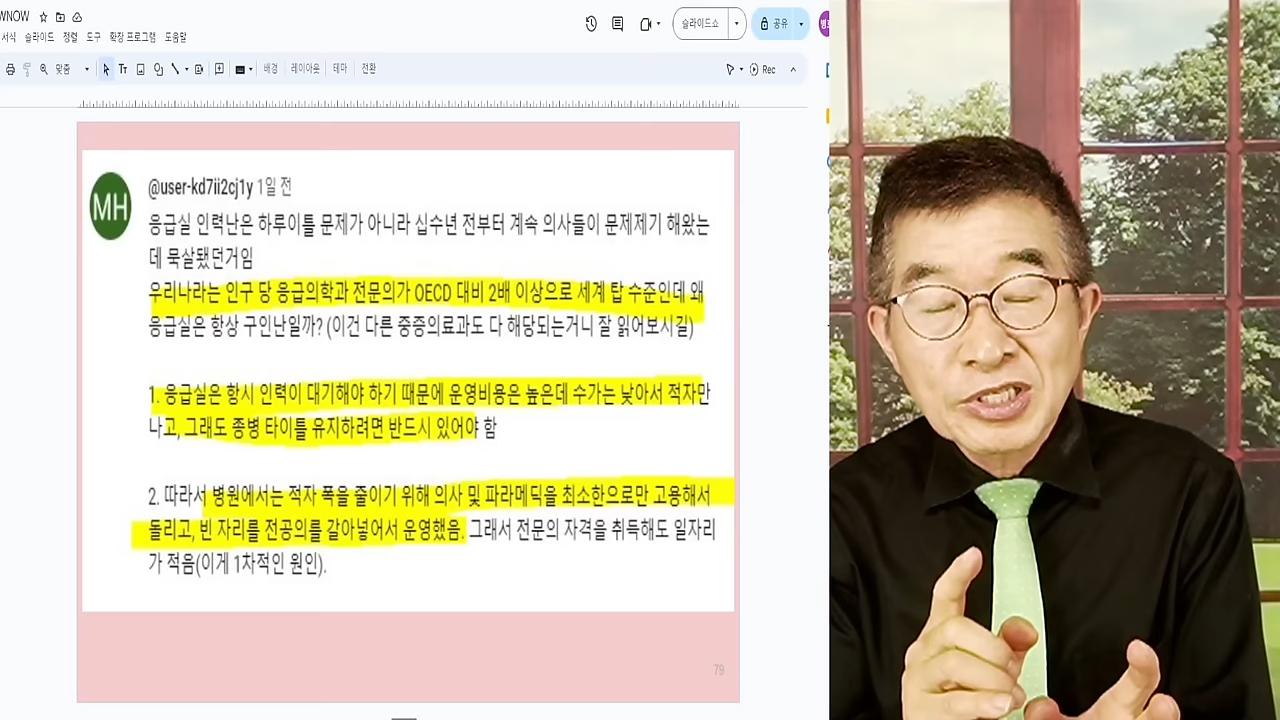 WNOW
서식 슬라이드 정렬 도구 확장 프로그램 도움말
슬라이드쇼
공유
맞춤
Tт
배경 레이아웃 테마 전환
Rec
MH
@user-kd7ii2cj1y 1일 전
응급실 인력난은 하루이틀 문제가 아니라 십수년 전부터 계속 의사들이 문제제기 해왔는
데 묵살됐던거임
우리나라는 인구 당 응급의학과 전문의가 OECD 대비 2배 이상으로 세계 탑 수준인데 왜
응급실은 항상 구인난일까? (이건 다른 중증의료과도 다 해당되는거니 잘 읽어보시길)
1. 응급실은 항시 인력이 대기해야 하기 때문에 운영비용은 높은데 수가는 낮아서 적자만
나고, 그래도 종병 타이틀 유지하려면 반드시 있어야 함
2. 따라서 병원에서는 적자 폭을 줄이기 위해 의사 및 파라메딕을 최소한으로만 고용해서
돌리고, 빈 자리를 전공의를 갈아넣어서 운영했음. 그래서 전문의 자격을 취득해도 일자리
가 적음(이게 1차적인 원인).
79